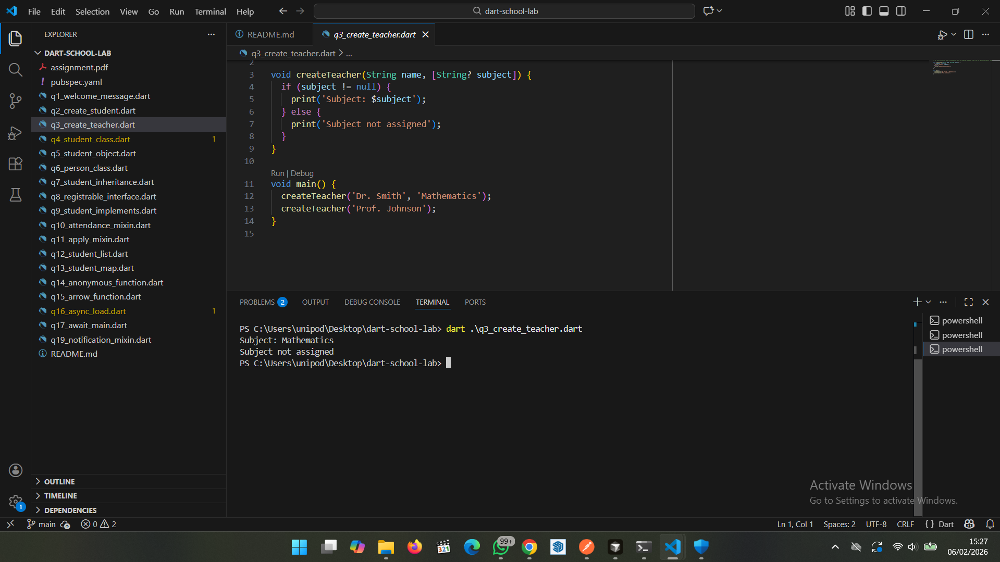 File Edit Selection View Go Run Terminal Help
dart-school-lab
EXPLORER
DART-SCHOOL-LAB
assignment.pdf
pubspec.yaml
q1_welcome_message.dart
q2_create_student.dart
q3_create_teacher.dart
q4_student_class.dart 1
q5_student_object.dart
q6_person_class.dart
q7_student_inheritance.dart
q8_registrable_interface.dart
q9_student_implements.dart
q10_attendance_mixin.dart
q11_apply_mixin.dart
q12_student_list.dart
q13_student_map.dart
q14_anonymous_function.dart
q15_arrow_function.dart
q16_async_load.dart 1
q17_await_main.dart
q19_notification_mixin.dart
README.md
OUTLINE
TIMELINE
DEPENDENCIES
1
README.md
q3_create_teacher.dart
q3_create_teacher.dart > ...
2
3 void createTeacher(String name, [String? subject]) {
4 if (subject != null) {
5 print('Subject: $subject');
6 } else {
7 print('Subject not assigned');
8 }
9 }
10
Run | Debug
11 void main() {
12 createTeacher('Dr. Smith', 'Mathematics');
13 createTeacher('Prof. Johnson');
14 }
15
PROBLEMS 2 OUTPUT DEBUG CONSOLE TERMINAL PORTS
PS C:\Users\unipod\Desktop\dart-school-lab> dart .\q3_create_teacher.dart
Subject: Mathematics
Subject not assigned
PS C:\Users\unipod\Desktop\dart-school-lab>
powershell
powershell
powershell
Activate Windows
Go to Settings to activate Windows.
main 0 2
Ln 1, Col 1 Spaces: 2 UTF-8 CRLF { } Dart
321
99+
15:27
06/02/2026